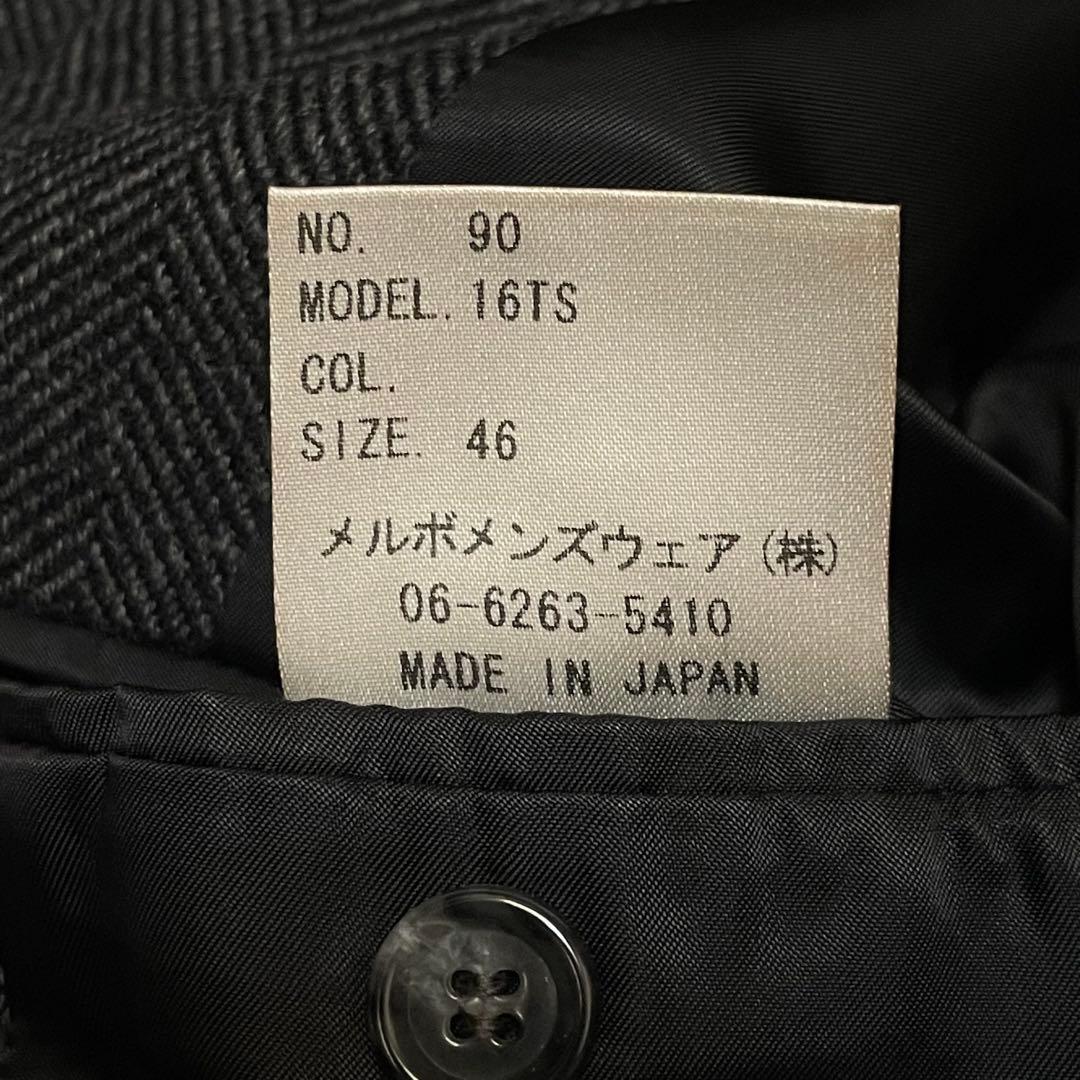 NO. 90
MODEL. 16TS
COL.
SIZE. 46
メルボメンズウェア(株)
06-6263-5410
MADE IN JAPAN